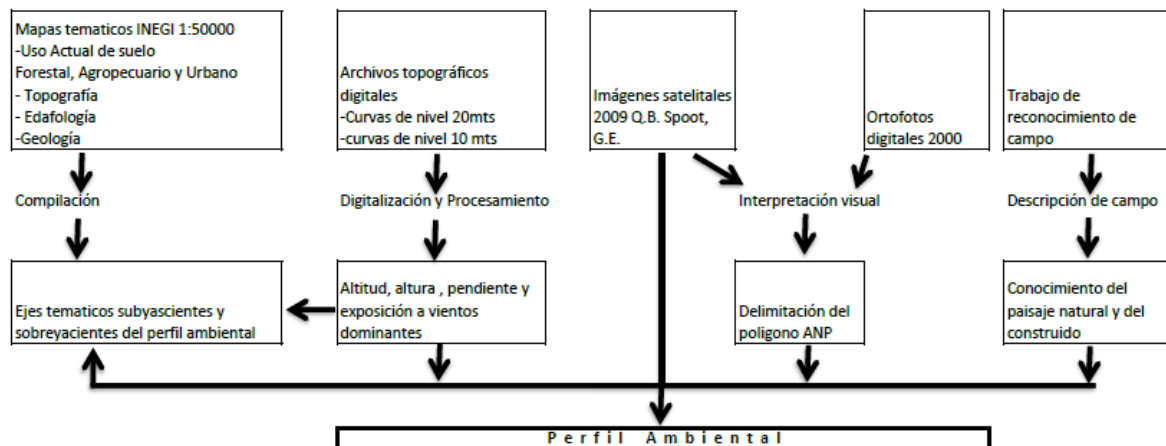 Mapas tematicos INEGI 1:50000
-Uso Actual de suelo
Forestal, Agropecuario y Urbano
- Topografía
- Edafología
-Geología
Archivos topográficos
digitales
-Curvas de nivel 20mts
-curvas de nivel 10 mts
Imágenes satelitales
2009 Q.B. Spoot,
G.E.
Ortofotos
digitales 2000
Trabajo de
reconocimiento de
campo
Compilación
Digitalización y Procesamiento
Interpretación visual
Descripción de campo
Ejes tematicos subyascientes y
sobreyacientes del perfil ambiental
Altitud, altura , pendiente y
exposición a vientos
dominantes
Delimitación del
poligono ANP
Conocimiento del
paisaje natural y del
construido
Perfil Ambiental